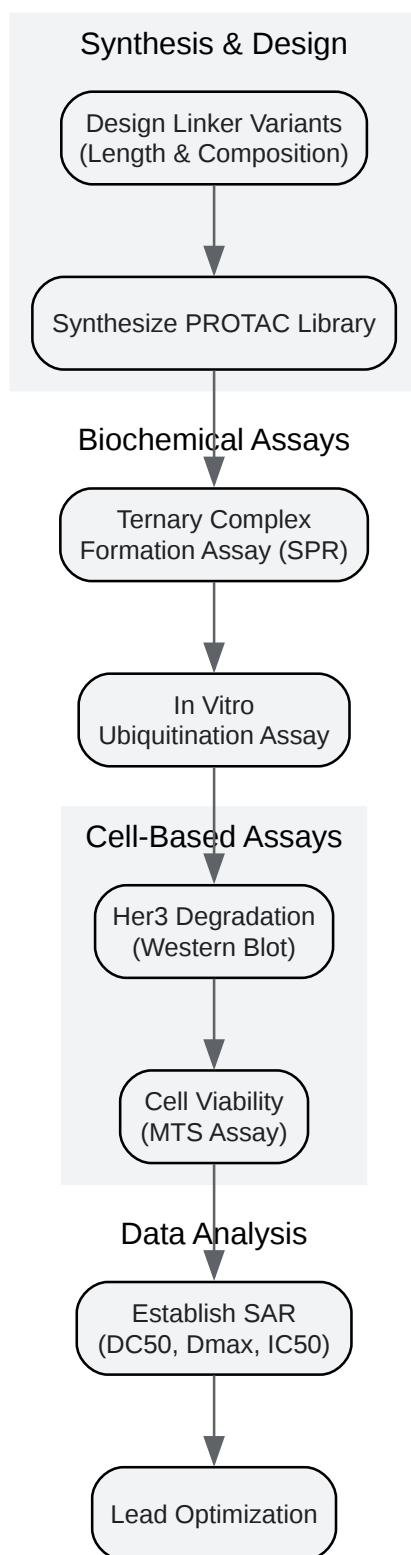 Synthesis & Design
Design Linker Variants
(Length & Composition)
Synthesize PROTAC Library
Biochemical Assays
Ternary Complex
Formation Assay (SPR)
In Vitro
Ubiquitination Assay
Cell-Based Assays
Her3 Degradation
(Western Blot)
Cell Viability
(MTS Assay)
Data Analysis
Establish SAR
(DC50, Dmax, IC50)
Lead Optimization